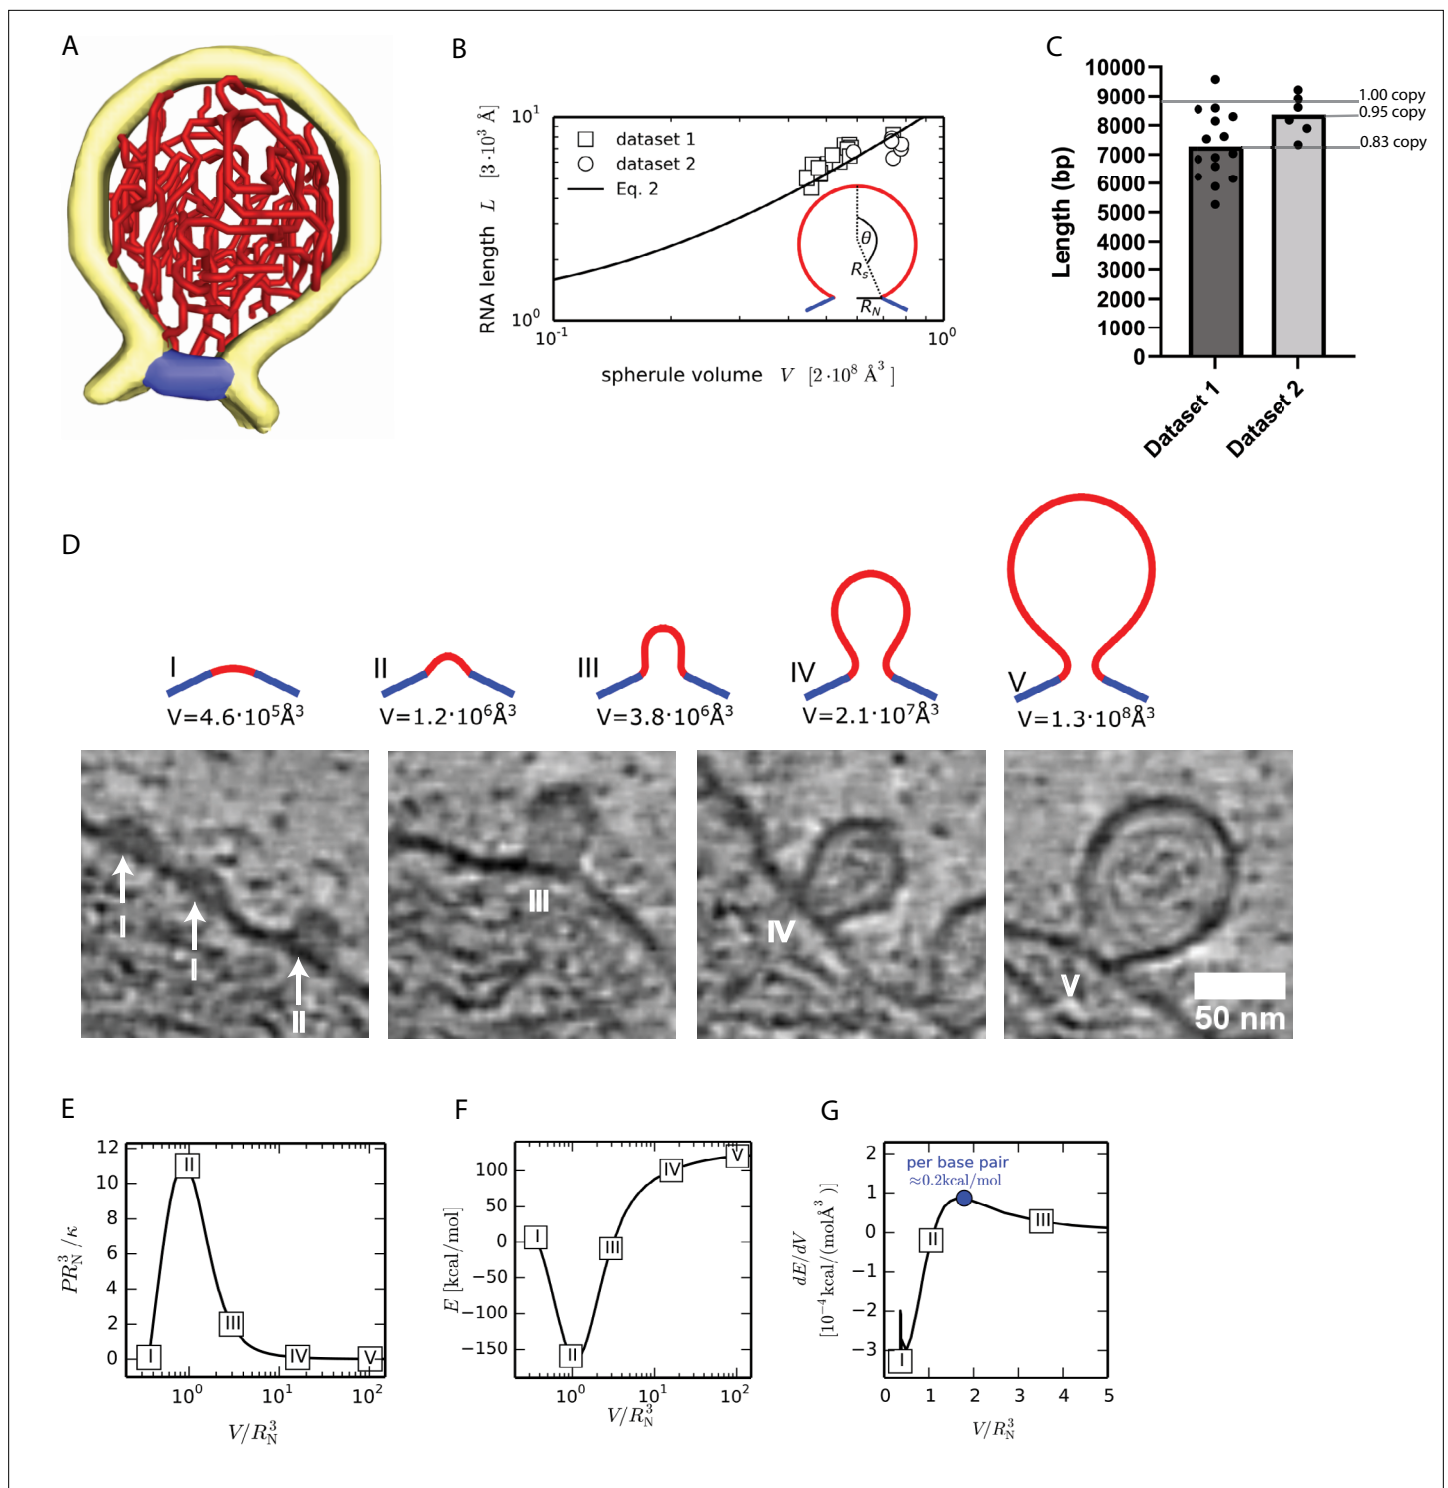 A
B
C
RNA length L [3·10³ Å]
10¹
10⁰
dataset 1
dataset 2
Eq. 2
θ
Rₛ
R_N
10⁻¹
10⁰
spherule volume V [2·10⁸ Å³]
Length (bp)
10000
9000
8000
7000
6000
5000
4000
3000
2000
1000
0
1.00 copy
0.95 copy
0.83 copy
Dataset 1
Dataset 2
D
I
II
III
IV
V
V=4.6·10⁵Å³
V=1.2·10⁶Å³
V=3.8·10⁶Å³
V=2.1·10⁷Å³
V=1.3·10⁸Å³
I
I
II
III
IV
V
50 nm
E
PR_N³/κ
12
10
8
6
4
2
0
I
II
III
IV
V
10⁰
10¹
10²
V/R_N³
F
E [kcal/mol]
100
50
0
−50
−100
−150
I
II
III
IV
V
10⁰
10¹
10²
V/R_N³
G
dE/dV
[10⁻⁴kcal/(molÅ³)]
2
1
0
−1
−2
−3
per base pair
≈0.2kcal/mol
I
II
III
0
1
2
3
4
5
V/R_N³